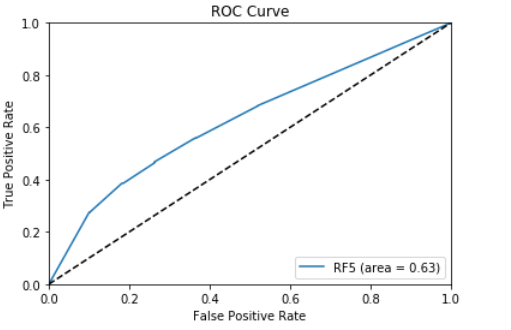 ROC Curve
1.0
0.8
0.6
0.4
0.2
0.0
True Positive Rate
0.0 0.2 0.4 0.6 0.8 1.0
False Positive Rate
RF5 (area = 0.63)